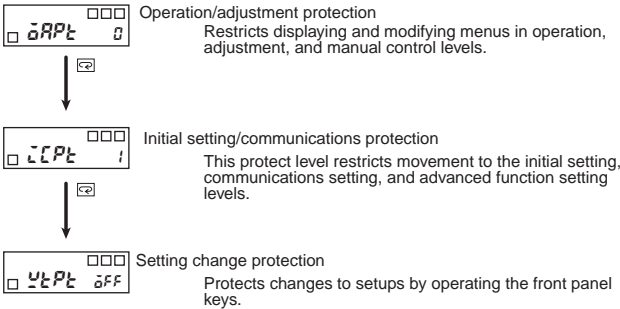 Operation/adjustment protection
oAPt 0
Restricts displaying and modifying menus in operation,
adjustment, and manual control levels.
Initial setting/communications protection
iCPt 1
This protect level restricts movement to the initial setting,
communications setting, and advanced function setting
levels.
Setting change protection
WtPt oFF
Protects changes to setups by operating the front panel
keys.